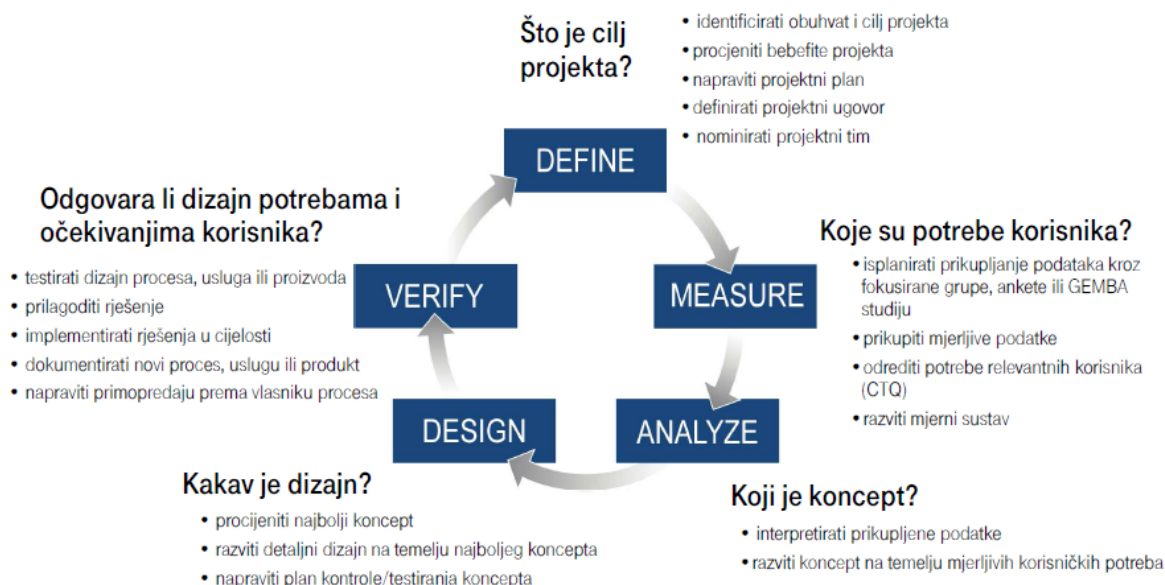 Što je cilj
projekta?
• identificirati obuhvat i cilj projekta
• procjeniti bebefite projekta
• napraviti projektni plan
• definirati projektni ugovor
• nominirati projektni tim
DEFINE
Koje su potrebe korisnika?
• isplanirati prikupljanje podataka kroz
fokusirane grupe, ankete ili GEMBA
studiju
• prikupiti mjerljive podatke
• odrediti potrebe relevantnih korisnika
(CTQ)
• razviti mjerni sustav
MEASURE
ANALYZE
Koji je koncept?
• interpretirati prikupljene podatke
• razviti koncept na temelju mjerljivih korisničkih potreba
DESIGN
Kakav je dizajn?
• procijeniti najbolji koncept
• razviti detaljni dizajn na temelju najboljeg koncepta
• napraviti plan kontrole/testiranja koncepta
VERIFY
Odgovara li dizajn potrebama i
očekivanjima korisnika?
• testirati dizajn procesa, usluga ili proizvoda
• prilagoditi rješenje
• implementirati rješenja u cijelosti
• dokumentirati novi proces, uslugu ili produkt
• napraviti primopredaju prema vlasniku procesa